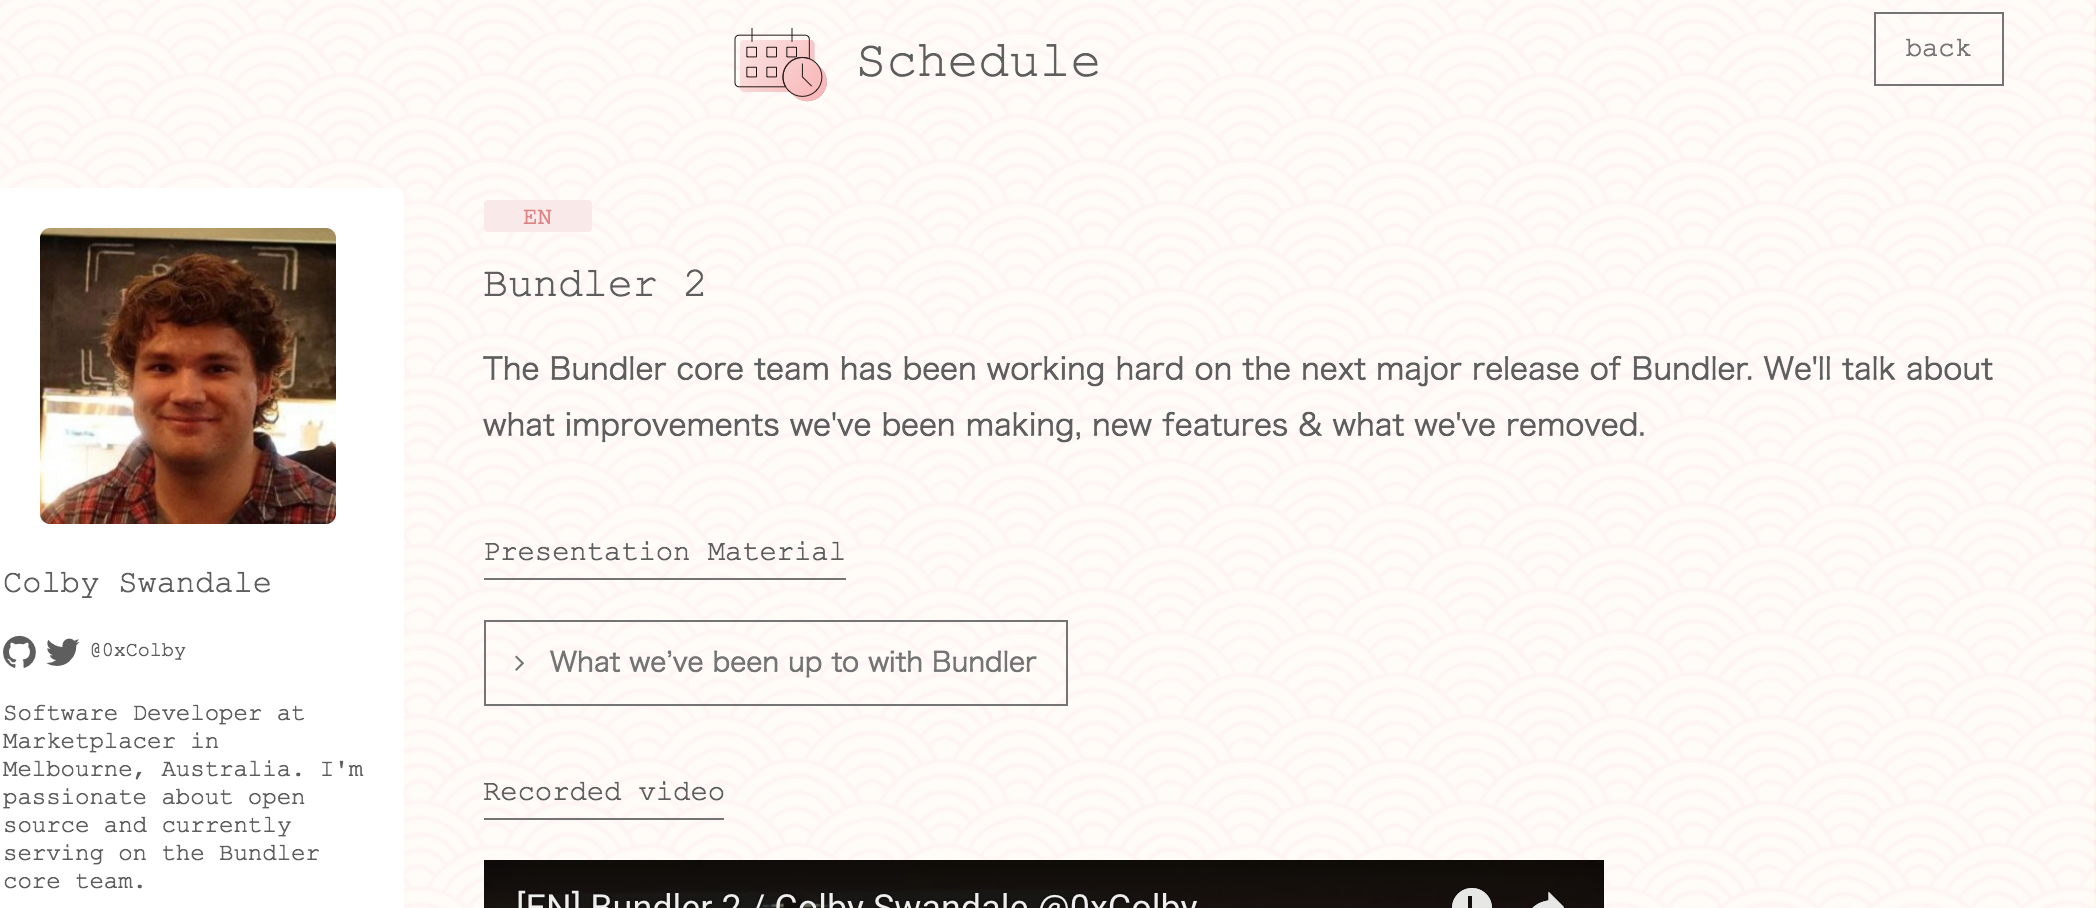 Schedule
back
EN
Bundler 2
The Bundler core team has been working hard on the next major release of Bundler. We'll talk about
what improvements we've been making, new features & what we've removed.
Presentation Material
What we’ve been up to with Bundler
Recorded video
[EN] Bundler 2 / Colby Swandale @0xColby
Colby Swandale
@0xColby
Software Developer at
Marketplacer in
Melbourne, Australia. I'm
passionate about open
source and currently
serving on the Bundler
core team.